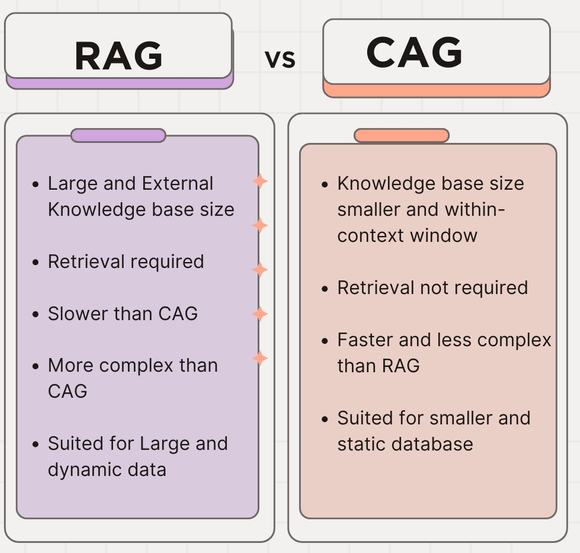 RAG
vs
CAG
• Large and External
Knowledge base size
• Retrieval required
• Slower than CAG
• More complex than
CAG
• Suited for Large and
dynamic data
• Knowledge base size
smaller and within-
context window
• Retrieval not required
• Faster and less complex
than RAG
• Suited for smaller and
static database